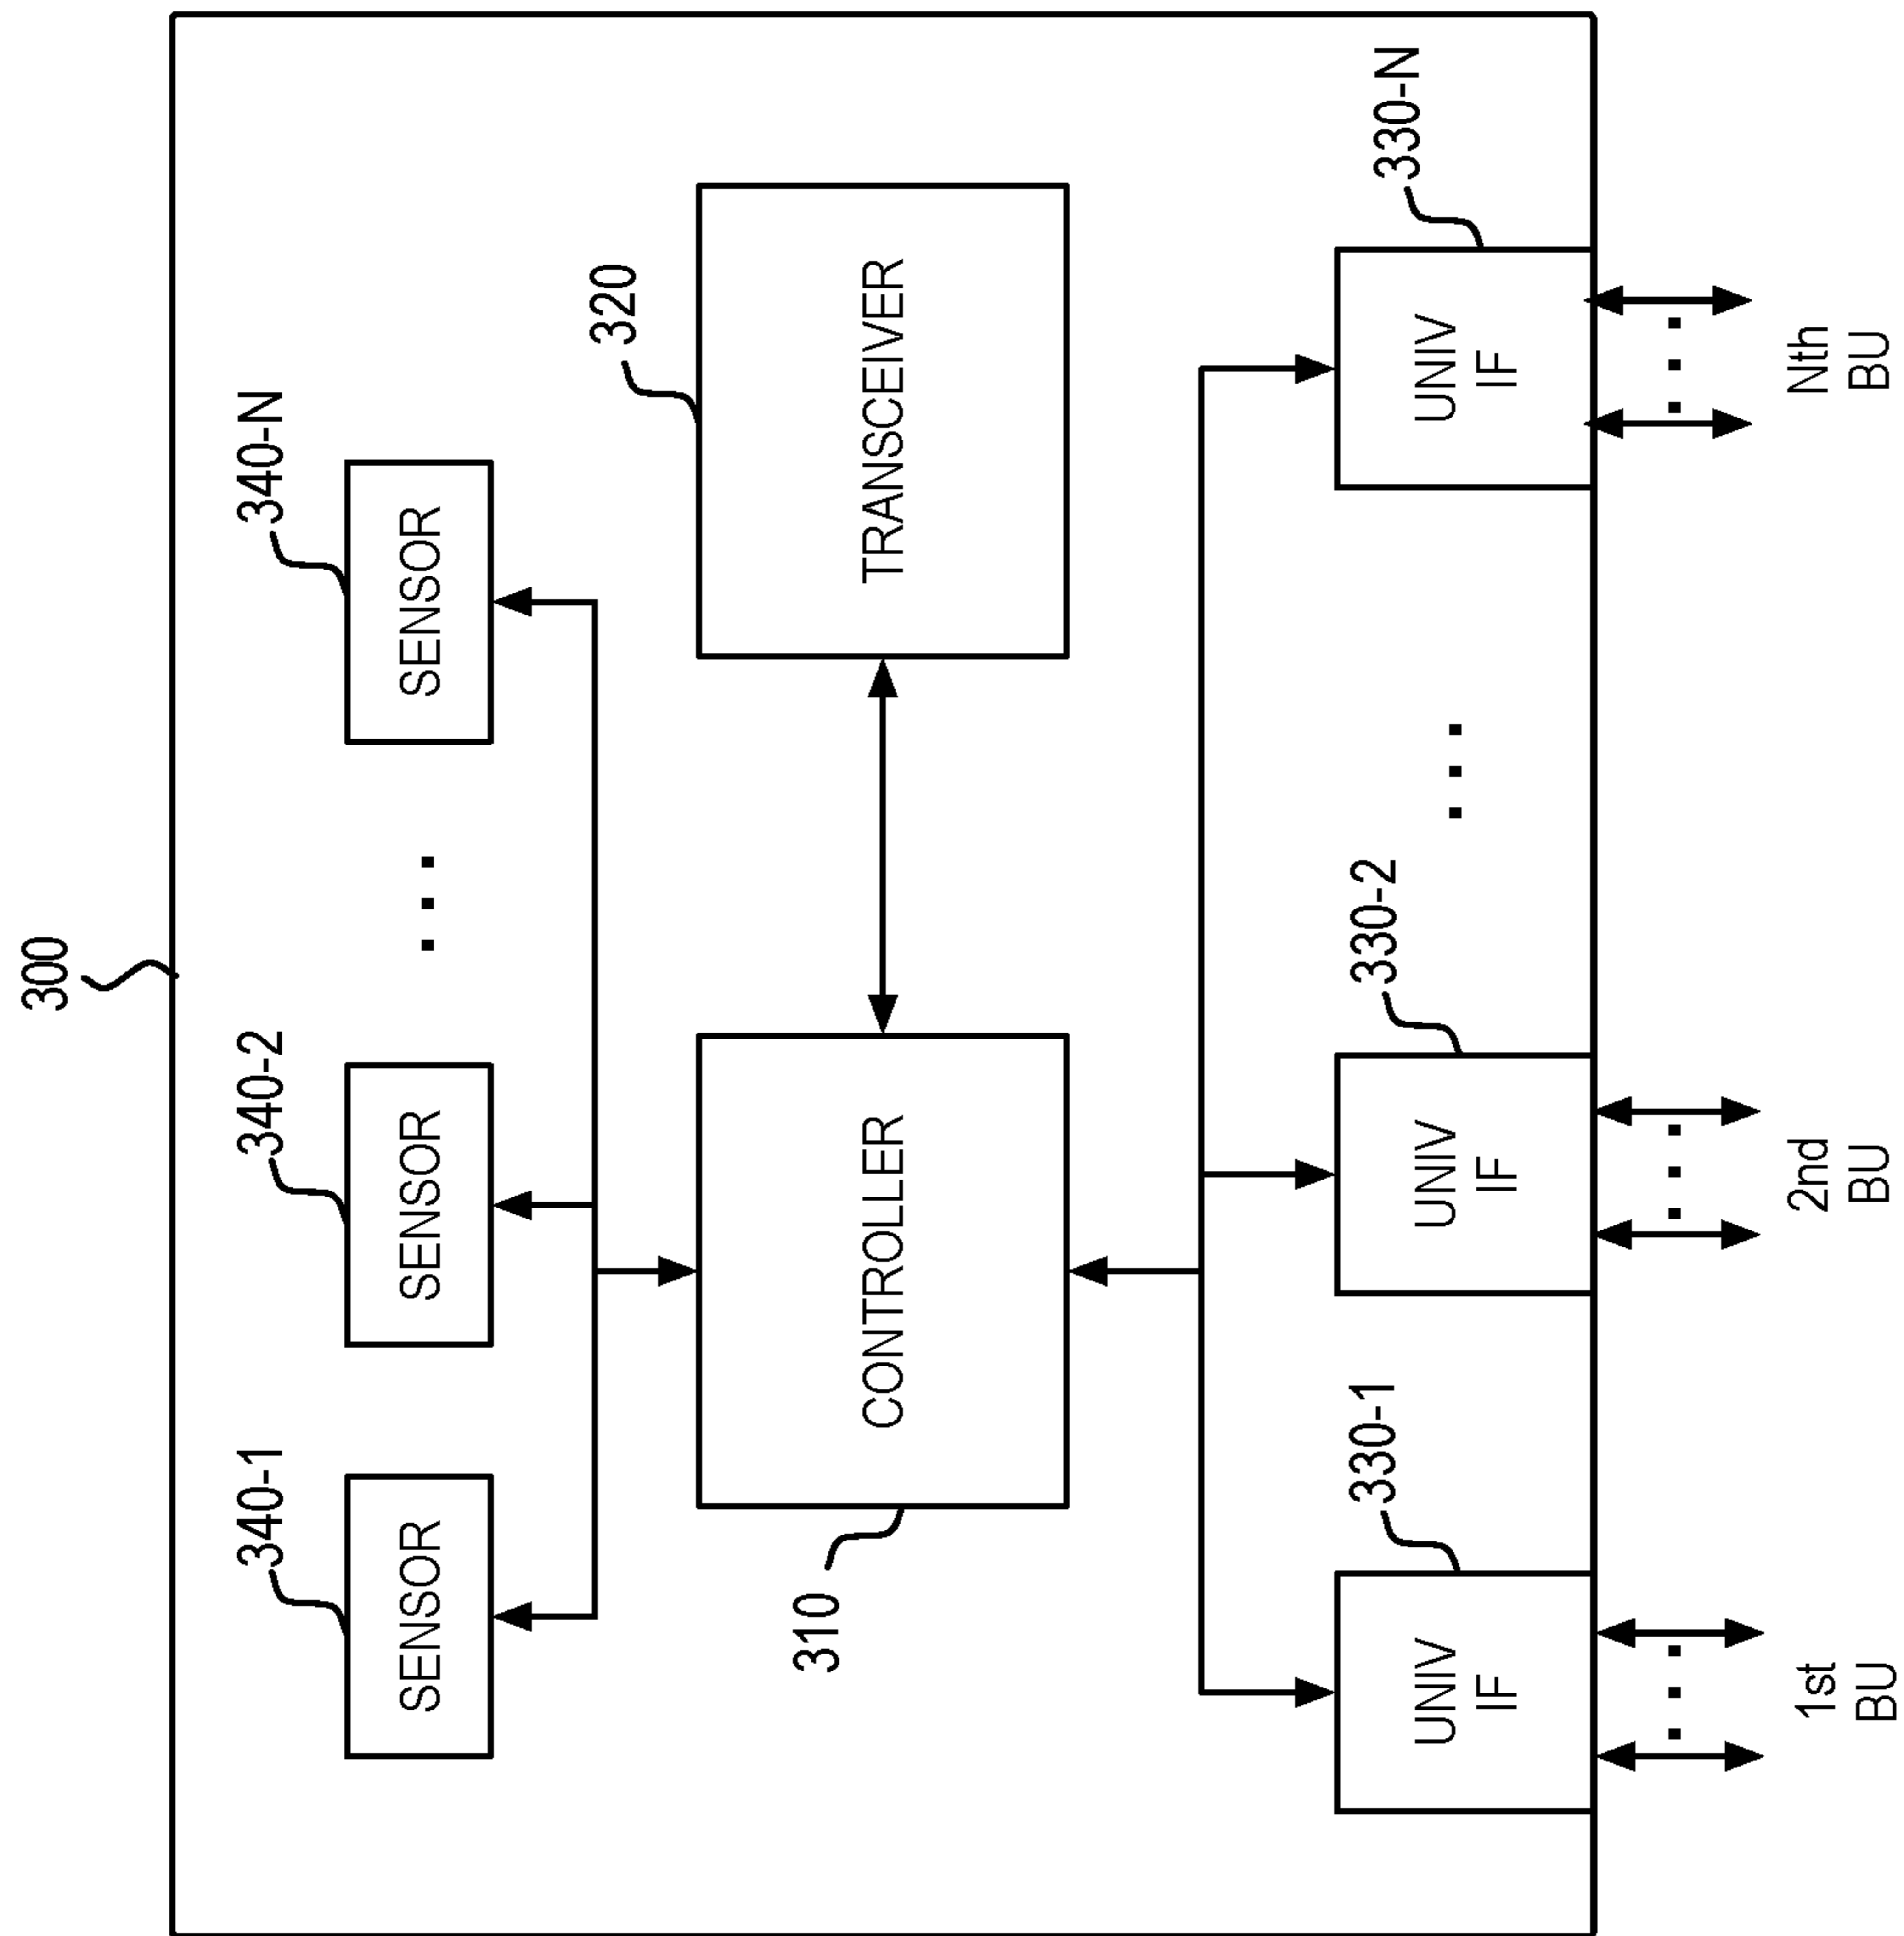 300
340-1
340-2
340-N
SENSOR
SENSOR
. . .
SENSOR
320
310
CONTROLLER
TRANSCEIVER
330-1
330-2
330-N
UNIV
IF
UNIV
IF
. . .
UNIV
IF
. . .
. . .
. . .
1st
BU
2nd
BU
Nth
BU